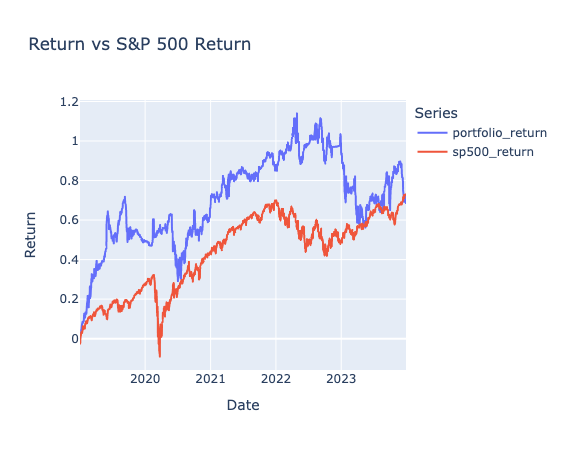 Return vs S&P 500 Return
Series
portfolio_return
sp500_return
Return
1.2
1
0.8
0.6
0.4
0.2
0
2020
2021
2022
2023
Date